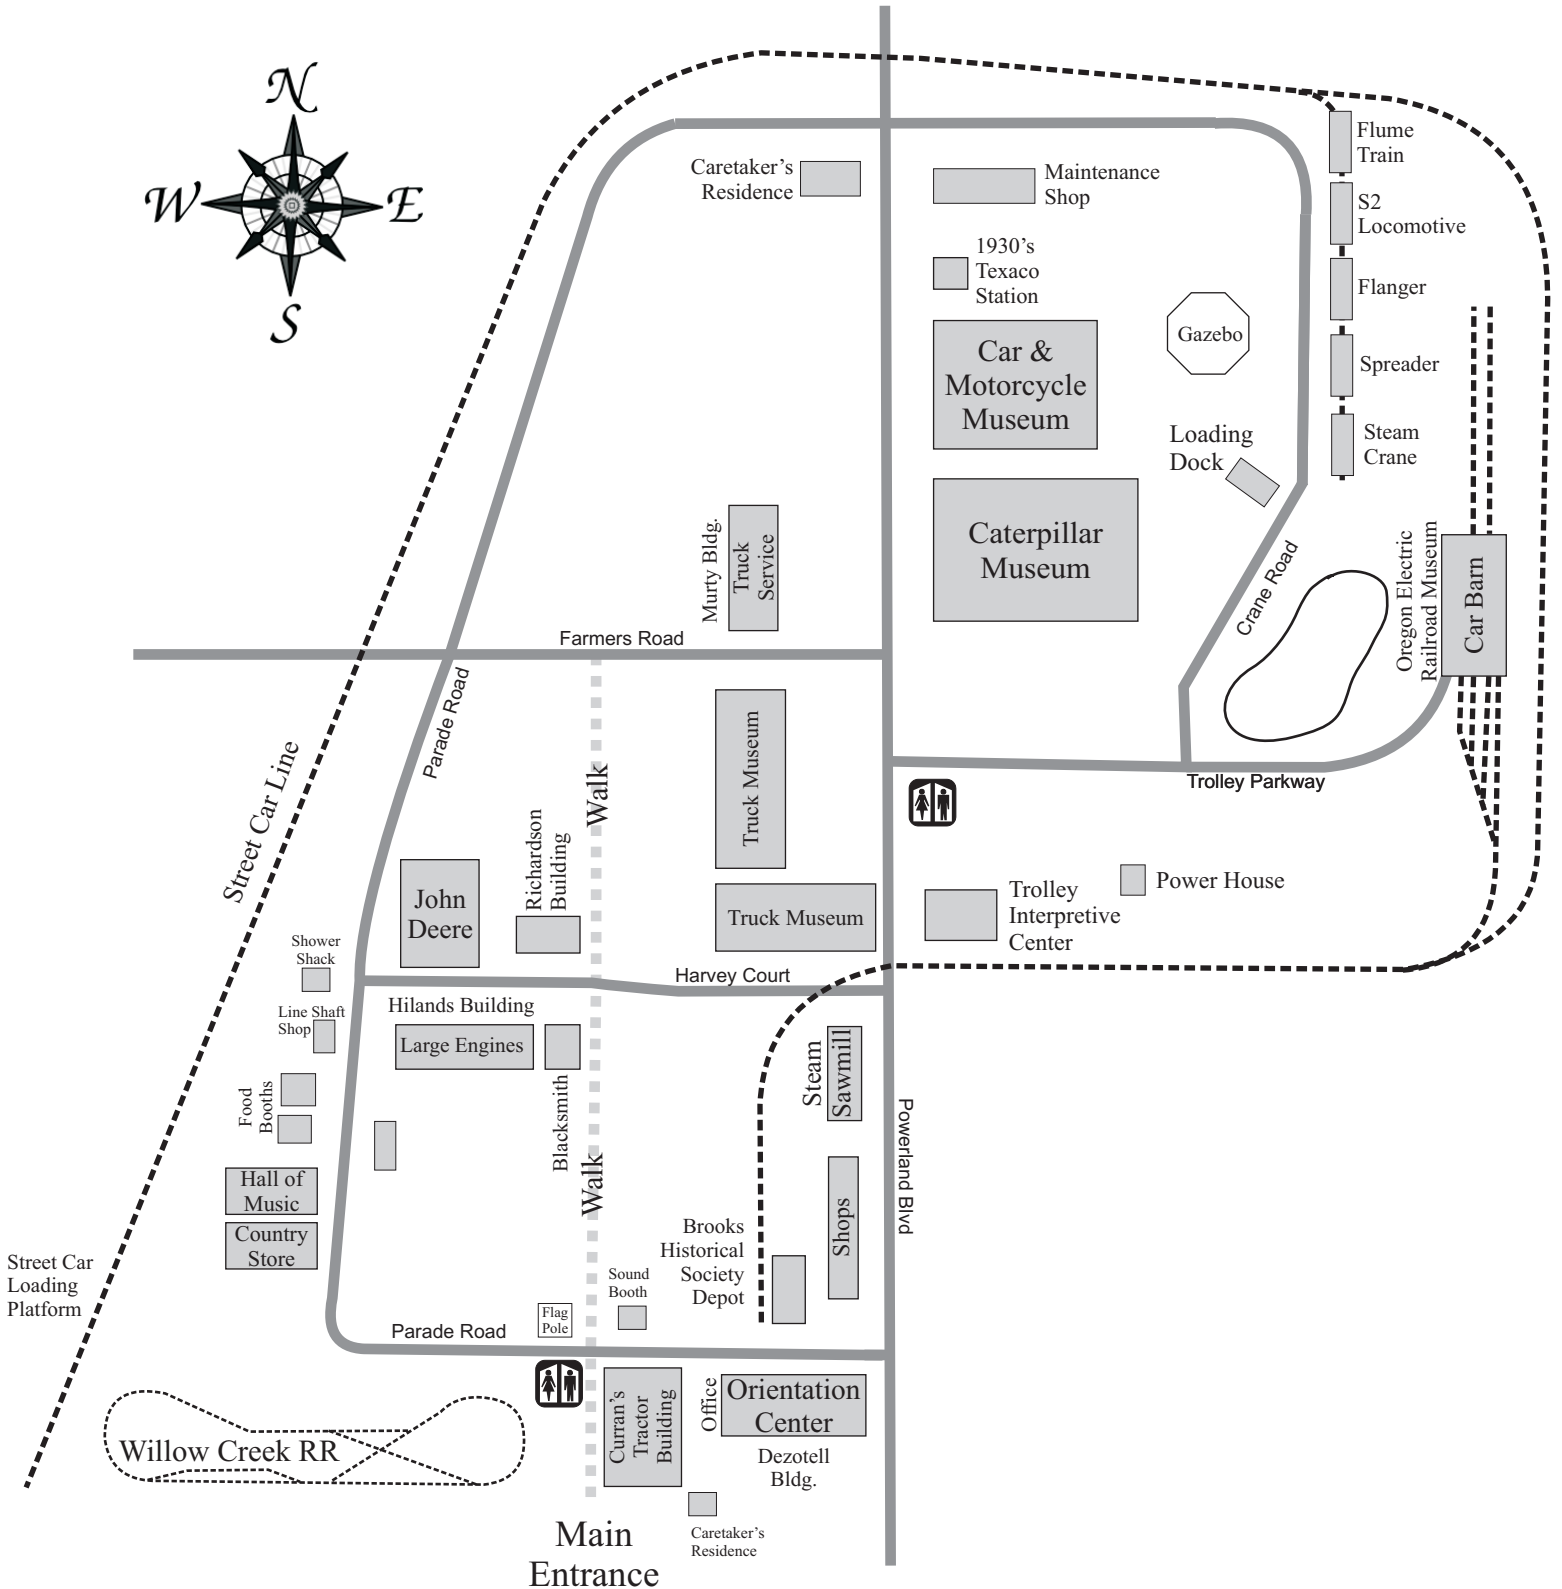 N
W
E
S
Caretaker's
Residence
Maintenance
Shop
Flume
Train
S2
Locomotive
1930's
Texaco
Station
Flanger
Gazebo
Car &
Motorcycle
Museum
Spreader
Loading
Dock
Steam
Crane
Murty Bldg.
Truck
Service
Caterpillar
Museum
Crane Road
Oregon Electric
Railroad Museum
Car Barn
Farmers Road
Parade Road
Street Car Line
Walk
Truck Museum
Trolley Parkway
Richardson
Building
John
Deere
Truck Museum
Trolley
Interpretive
Center
Power House
Shower
Shack
Harvey Court
Line Shaft
Shop
Hilands Building
Large Engines
Steam
Sawmill
Food
Booths
Blacksmith
Walk
Powerland Blvd
Hall of
Music
Country
Store
Shops
Brooks
Historical
Society
Depot
Street Car
Loading
Platform
Sound
Booth
Flag
Pole
Parade Road
Curran's
Tractor
Building
Office
Orientation
Center
Dezotell
Bldg.
Willow Creek RR
Caretaker's
Residence
Main
Entrance